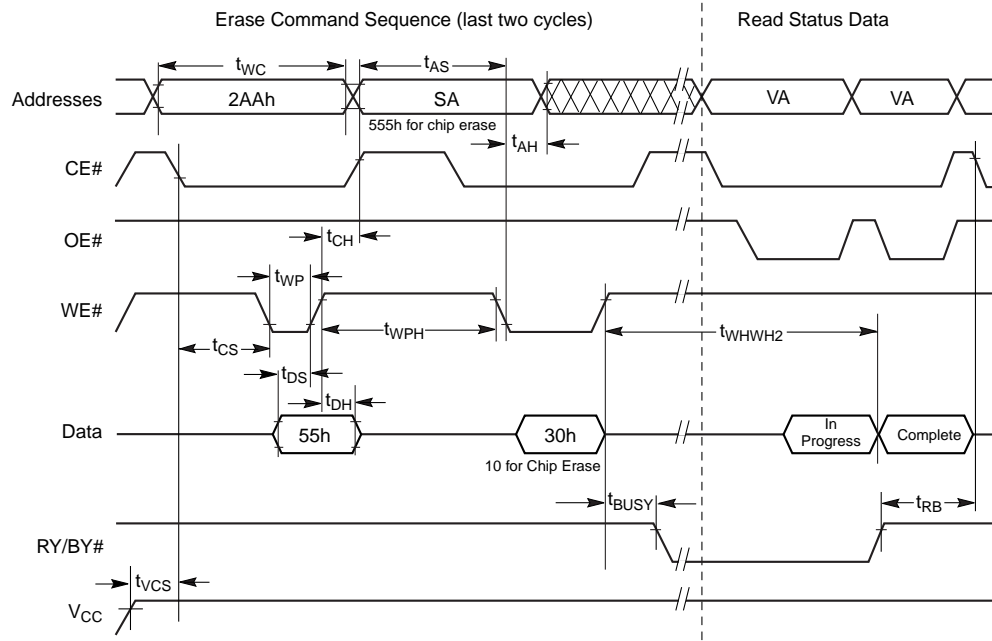 Erase Command Sequence (last two cycles)
Read Status Data
tWC
tAS
Addresses
2AAh
SA
VA
VA
555h for chip erase
tAH
CE#
OE#
tCH
tWP
WE#
tWPH
tWHWH2
tCS
tDS
tDH
Data
55h
30h
In
Progress
Complete
10 for Chip Erase
tBUSY
tRB
RY/BY#
tVCS
VCC